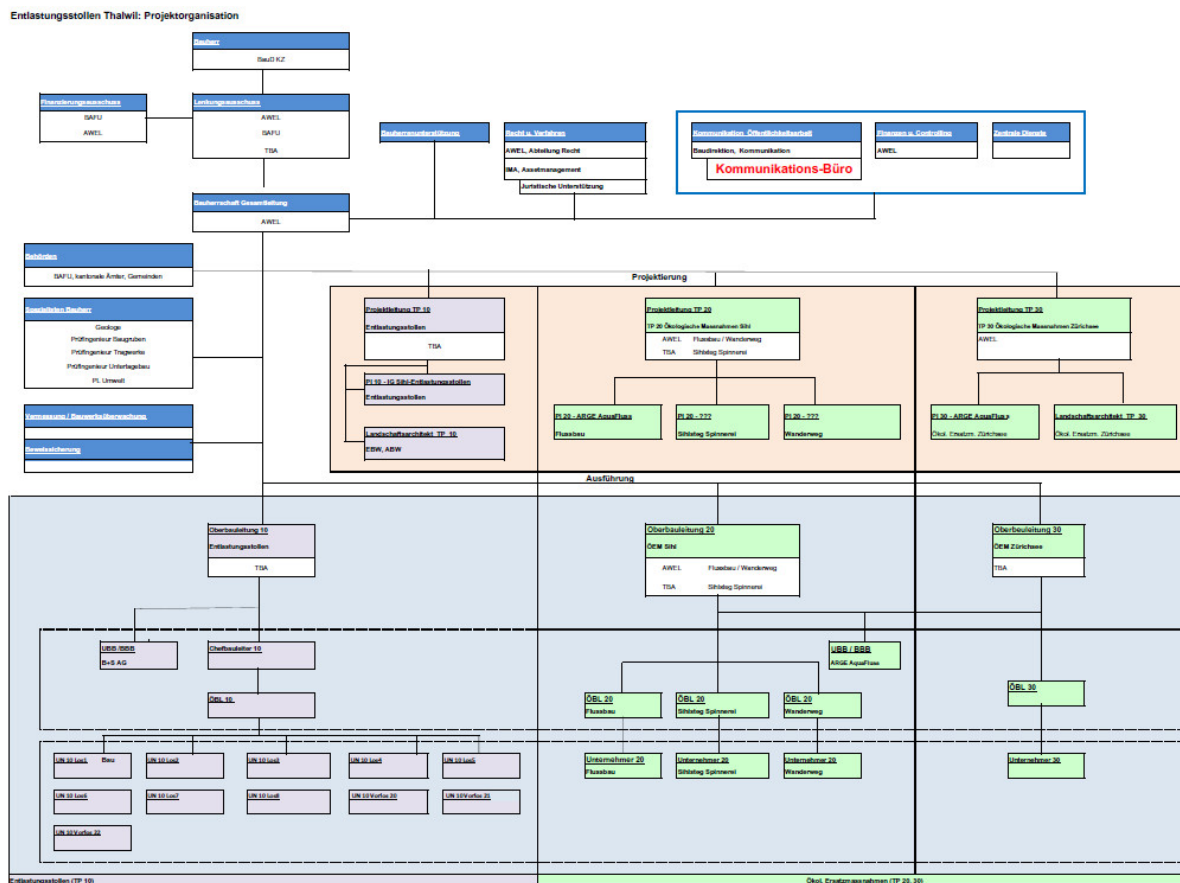 Entlastungsstollen Thalwil: Projektorganisation
Bauherr
BauD KZ
Finanzierungsausschuss
BAFU
AWEL
Lenkungsausschuss
AWEL
BAFU
TBA
Bauherrenunterstützung
Recht u. Verfahren
AWEL, Abteilung Recht
IMA, Assetmanagement
Juristische Unterstützung
Kommunikation Öffentlichkeitsarbeit
Baudirektion, Kommunikation
Kommunikations-Büro
Finanzen u. Controlling
AWEL
Zentrale Dienste
Bauherrschaft Gesamtleitung
AWEL
Behörden
BAFU, kantonale Ämter, Gemeinden
Spezialisten Bauherr
Geologe
Prüfingenieur Baugruben
Prüfingenieur Tragwerke
Prüfingenieur Untertagebau
PI. Umwelt
Vermessung / Bauwerksüberwachung
Beweissicherung
Projektierung
Projektleitung TP 10
Entlastungsstollen
TBA
PI 10 - IG Sihl-Entlastungsstollen
Entlastungsstollen
Landschaftsarchitekt TP 10
EBW, ABW
Projektleitung TP 20
TP 20 Ökologische Massnahmen Sihl
AWEL Flussbau / Wanderweg
TBA Sihlsteg Spinnerei
PI 20 - ARGE AquaFluss
Flussbau
PI 20 - ???
Sihlsteg Spinnerei
PI 20 - ???
Wanderweg
Projektleitung TP 30
TP 30 Ökologische Massnahmen Zürichsee
AWEL
PI 30 - ARGE AquaFluss
Ökol. Ersatzm. Zürichsee
Landschaftsarchitekt TP 30
Ökol. Ersatzm. Zürichsee
Ausführung
Oberbauleitung 10
Entlastungsstollen
TBA
Oberbauleitung 20
ÖEM Sihl
AWEL Flussbau / Wanderweg
TBA Sihlsteg Spinnerei
Oberbauleitung 30
ÖEM Zürichsee
TBA
UBB /BBB
B+S AG
Chefbauleiter 10
UBB / BBB
ARGE AquaFluss
ÖBL 10
ÖBL 20
Flussbau
ÖBL 20
Sihlsteg Spinnerei
ÖBL 20
Wanderweg
ÖBL 30
UN 10 Los1 Bau
UN 10 Los2
UN 10 Los3
UN 10 Los4
UN 10 Los5
Unternehmer 20
Flussbau
Unternehmer 20
Sihlsteg Spinnerei
Unternehmer 20
Wanderweg
Unternehmer 30
UN 10 Los6
UN 10 Los7
UN 10 Los8
UN 10 Vorlos 20
UN 10 Vorlos 21
UN 10 Vorlos 22
Entlastungsstollen (TP 10)
Ökol. Ersatzmassnahmen (TP 20, 30)